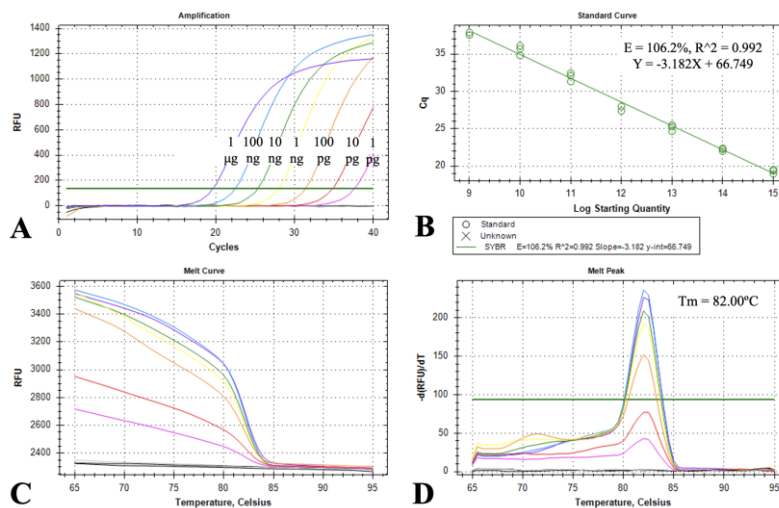 Amplification
1400
1200
1000
800
600
400
200
0
RFU
1 100 10 1 100 10 1
µg ng ng ng pg pg pg
0 10 20 30 40
Cycles
A
Standard Curve
35
30
25
20
Cq
E = 106.2%, R^2 = 0.992
Y = -3.182X + 66.749
9 10 11 12 13 14 15
Log Starting Quantity
B
Standard
Unknown
SYBR E=106.2% R^2=0.992 Slope=-3.182 y-int=66.749
Melt Curve
3600
3400
3200
3000
2800
2600
2400
RFU
65 70 75 80 85 90 95
Temperature, Celsius
C
Melt Peak
200
150
100
50
0
-d(RFU)/dT
Tm = 82.00ºC
65 70 75 80 85 90 95
Temperature, Celsius
D